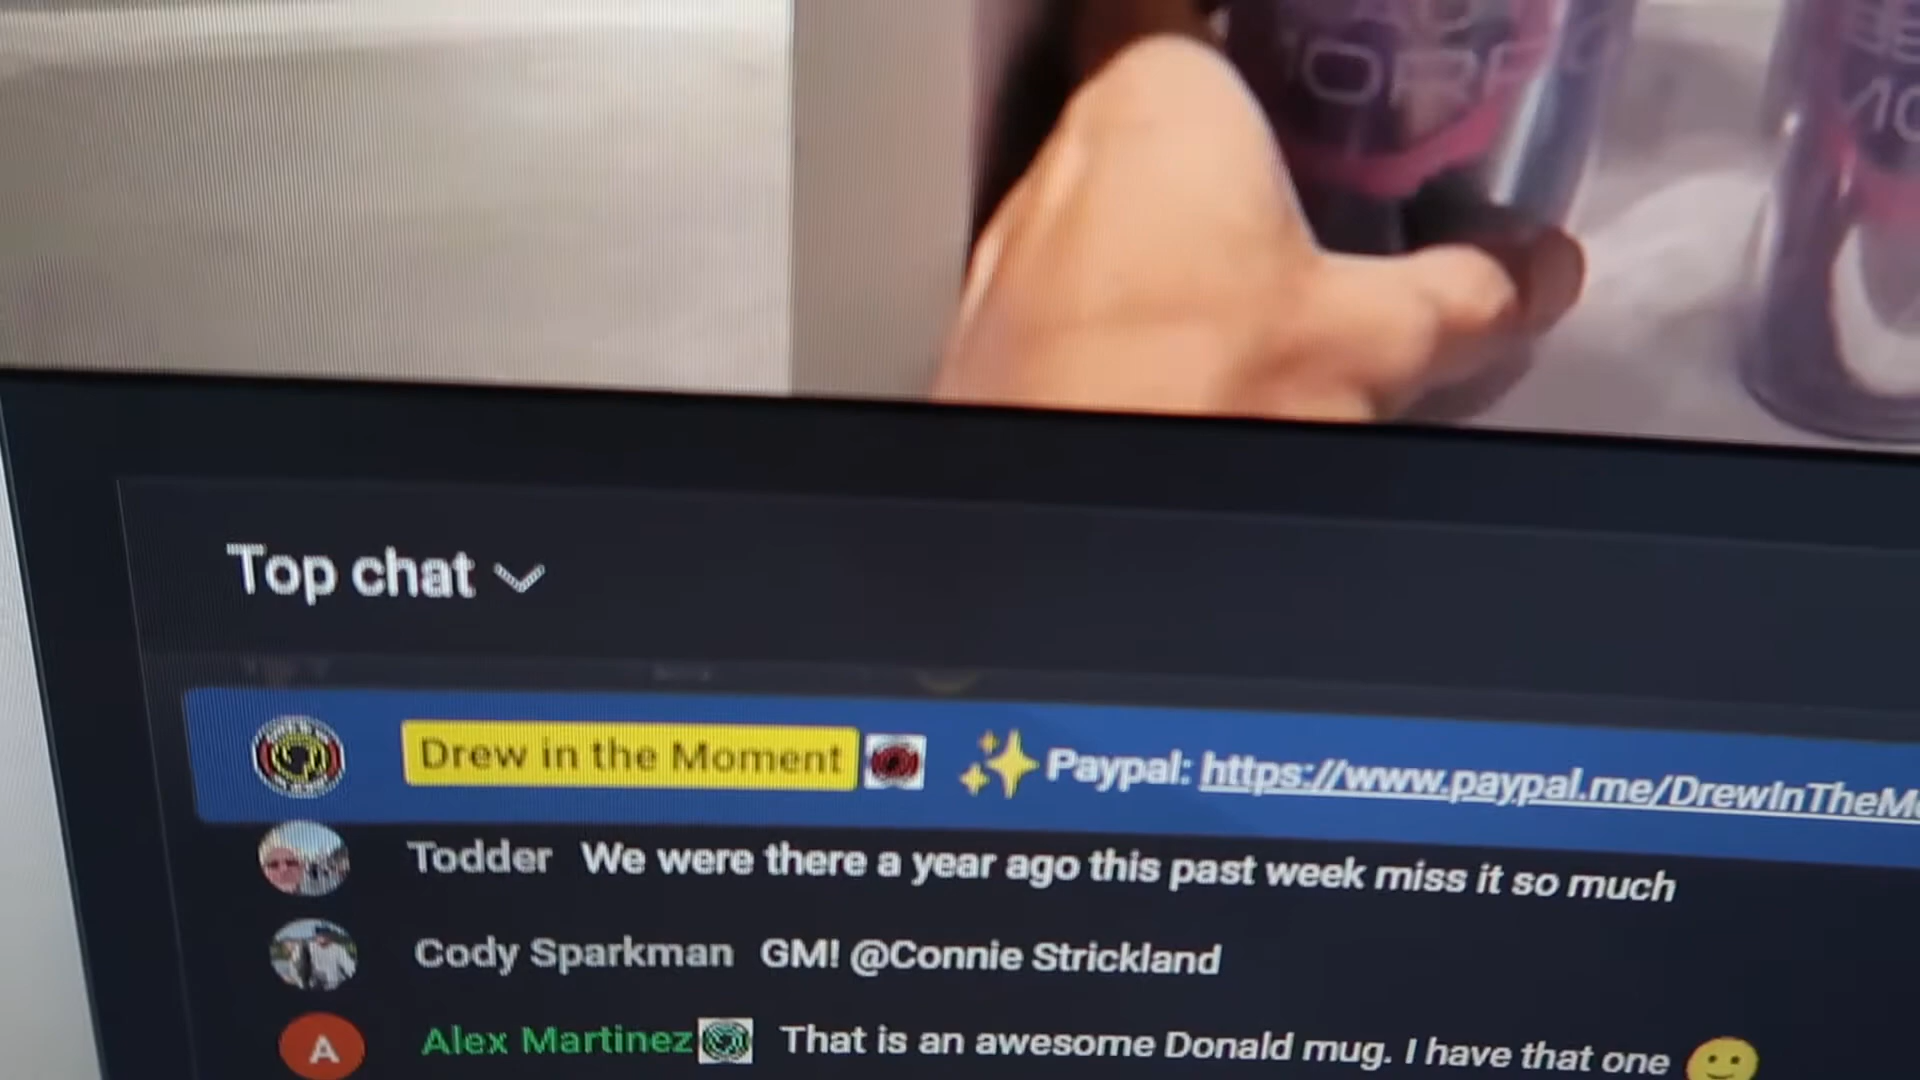 ORP
Top chat
Drew in the Moment ✨Paypal: https://www.paypal.me/DrewInTheMo
Todder We were there a year ago this past week miss it so much
Cody Sparkman GM! @Connie Strickland
A Alex Martinez That is an awesome Donald mug. I have that one 🙂